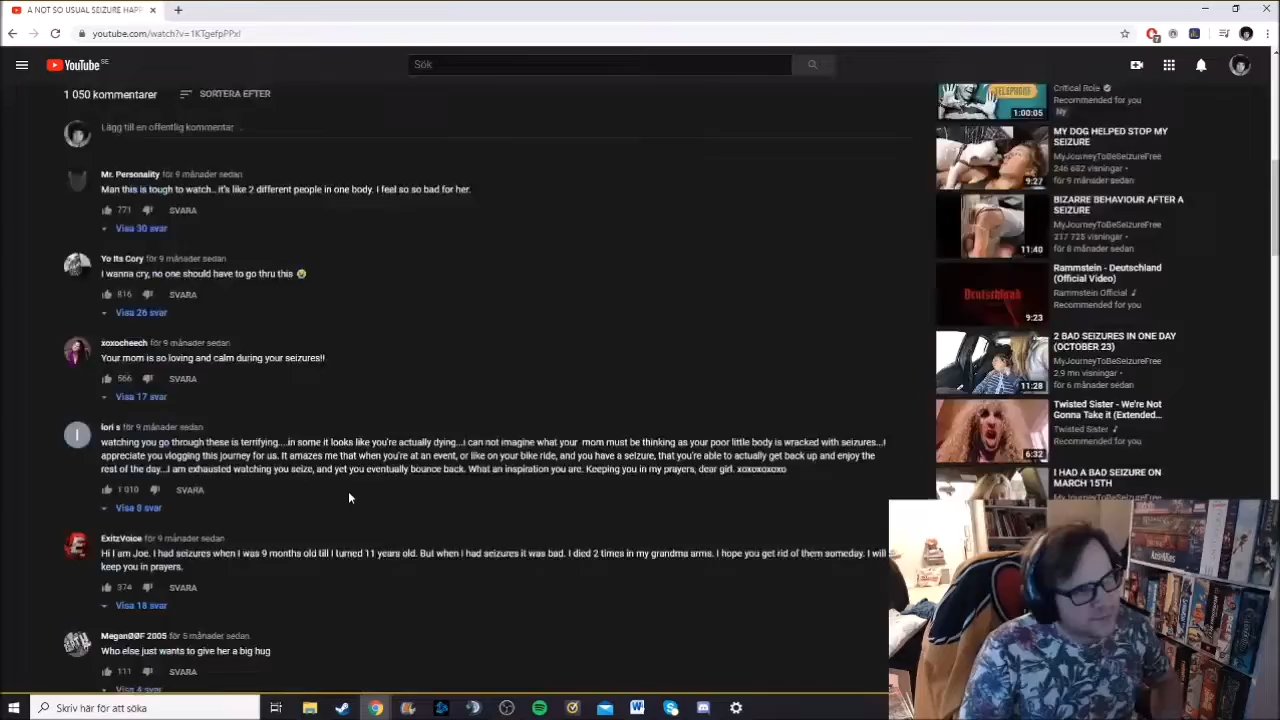 A NOT SO USUAL SEIZURE HAPP
youtube.com/watch?v=1KTgefpPPxI
YouTube SE
Sök
1 050 kommentarer
SORTERA EFTER
Lägg till en offentlig kommentar
Mr. Personality för 9 månader sedan
Man this is tough to watch.. it's like 2 different people in one body. I feel so so bad for her.
771 SVARA
Visa 30 svar
Yo Its Cory för 9 månader sedan
I wanna cry, no one should have to go thru this 😭
816 SVARA
Visa 26 svar
xoxocheech för 9 månader sedan
Your mom is so loving and calm during your seizures!!
566 SVARA
Visa 17 svar
lori s för 9 månader sedan
watching you go through these is terrifying....in some it looks like you're actually dying...i can not imagine what your mom must be thinking as your poor little body is wracked with seizures...I
appreciate you vlogging this journey for us. It amazes me that when you're at an event, or like on your bike ride, and you have a seizure, that you're able to actually get back up and enjoy the
rest of the day...I am exhausted watching you seize, and yet you eventually bounce back. What an inspiration you are. Keeping you in my prayers, dear girl. xoxoxoxoxo
1 010 SVARA
Visa 8 svar
ExitzVoice för 9 månader sedan
Hi I am Joe. I had seizures when I was 9 months old till I turned 11 years old. But when I had seizures it was bad. I died 2 times in my grandma arms. I hope you get rid of them someday. I will
keep you in prayers.
374 SVARA
Visa 18 svar
MeganØØF 2005 för 5 månader sedan
Who else just wants to give her a big hug
111 SVARA
Visa 4 svar
Critical Role
Recommended for you
Ny
1:00:05
MY DOG HELPED STOP MY
SEIZURE
MyJourneyToBeSeizureFree
246 682 visningar •
för 9 månader sedan
9:27
BIZARRE BEHAVIOUR AFTER A
SEIZURE
MyJourneyToBeSeizureFree
217 725 visningar •
för 8 månader sedan
11:40
Rammstein - Deutschland
(Official Video)
Rammstein Official
Recommended for you
Deutschland
9:23
2 BAD SEIZURES IN ONE DAY
(OCTOBER 23)
MyJourneyToBeSeizureFree
2,9 mn visningar •
för 6 månader sedan
11:28
Twisted Sister - We're Not
Gonna Take it (Extended...
Twisted Sister
Recommended for you
6:32
I HAD A BAD SEIZURE ON
MARCH 15TH
Skriv här för att söka